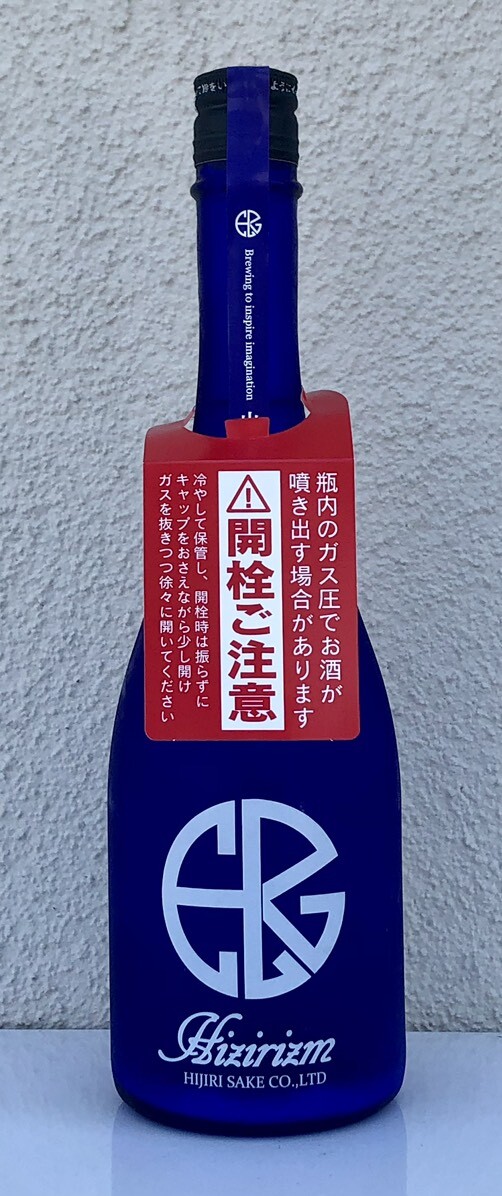 Brewing to inspire imagination
瓶内のガス圧でお酒が
噴き出す場合があります
開栓ご注意
冷やして保管し、開栓時は振らずに
キャップをおさえながら少し開け
ガスを抜きつつ徐々に開いてください
Hizirizm
HIJIRI SAKE CO.,LTD